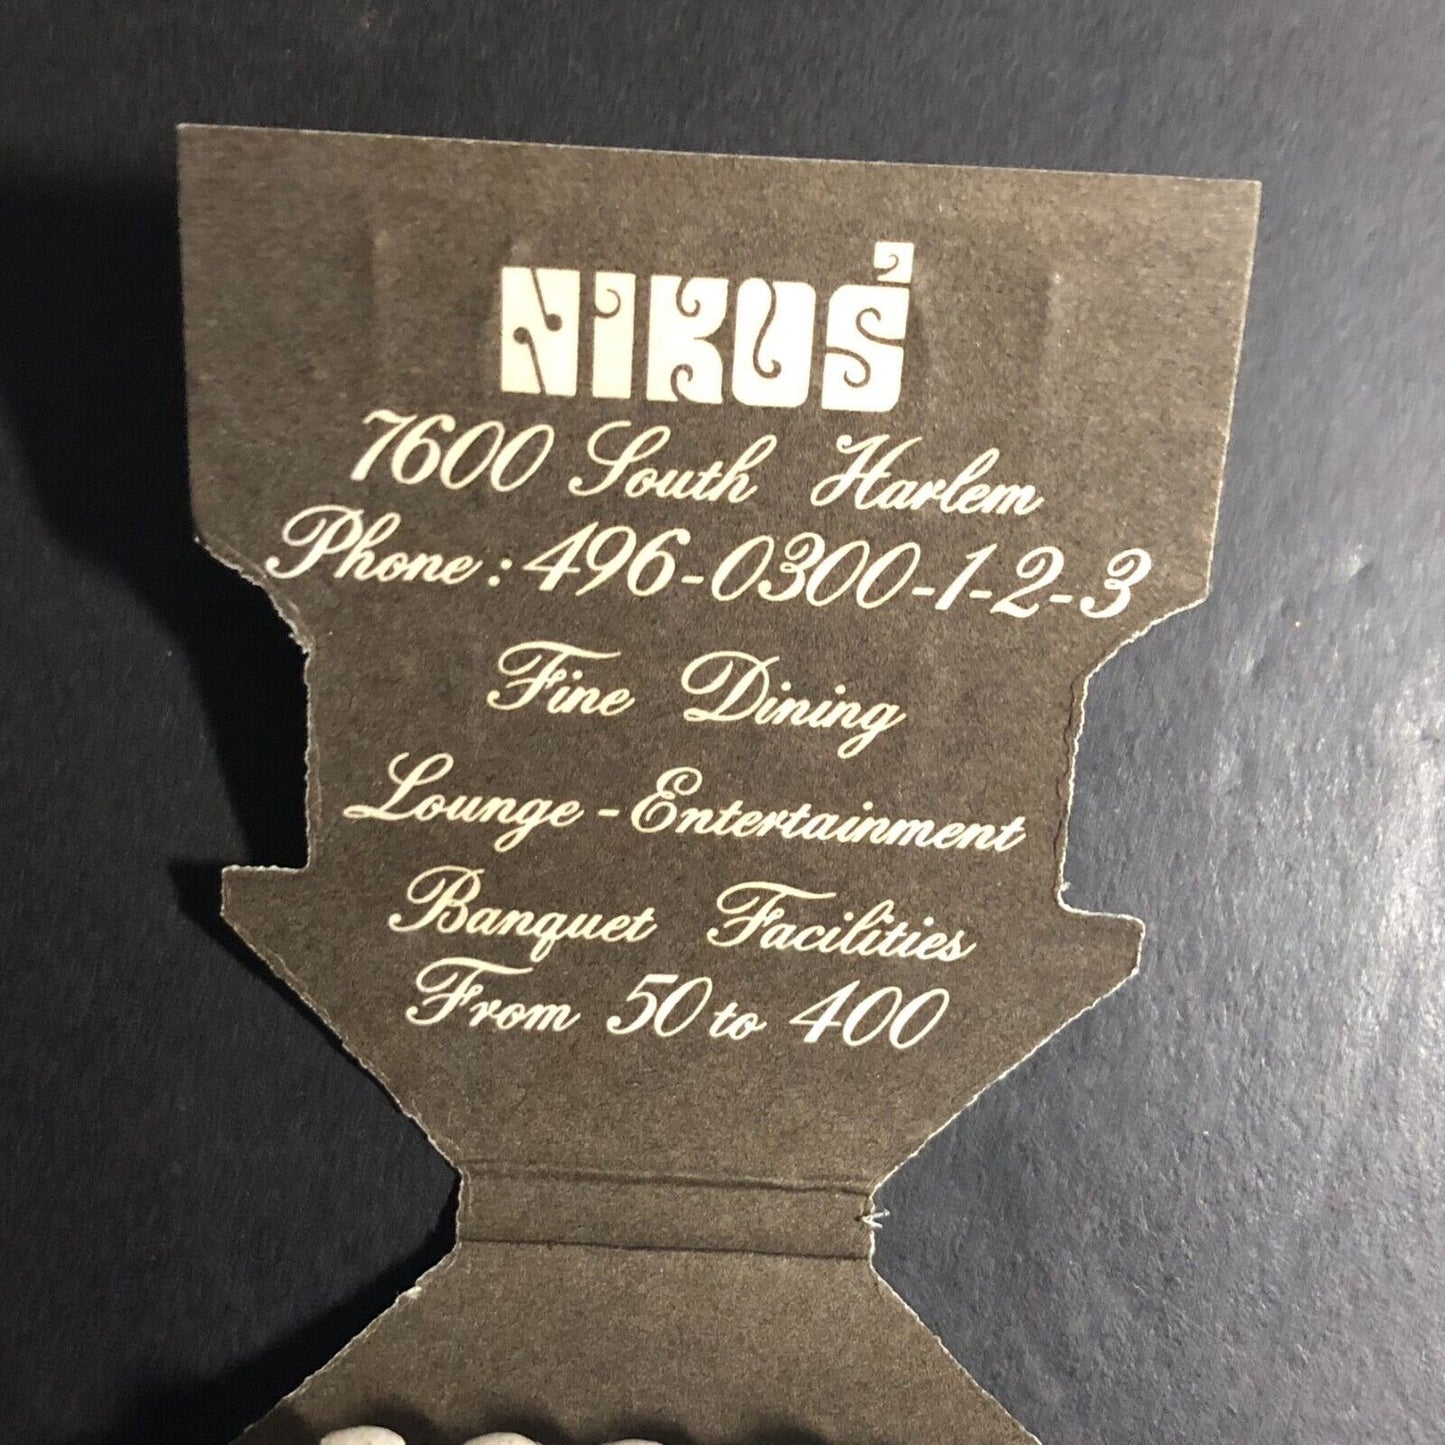 NIKOS'
7600 South Harlem
Phone: 496-0300-1-2-3
Fine Dining
Lounge - Entertainment
Banquet Facilities
From 50 to 400